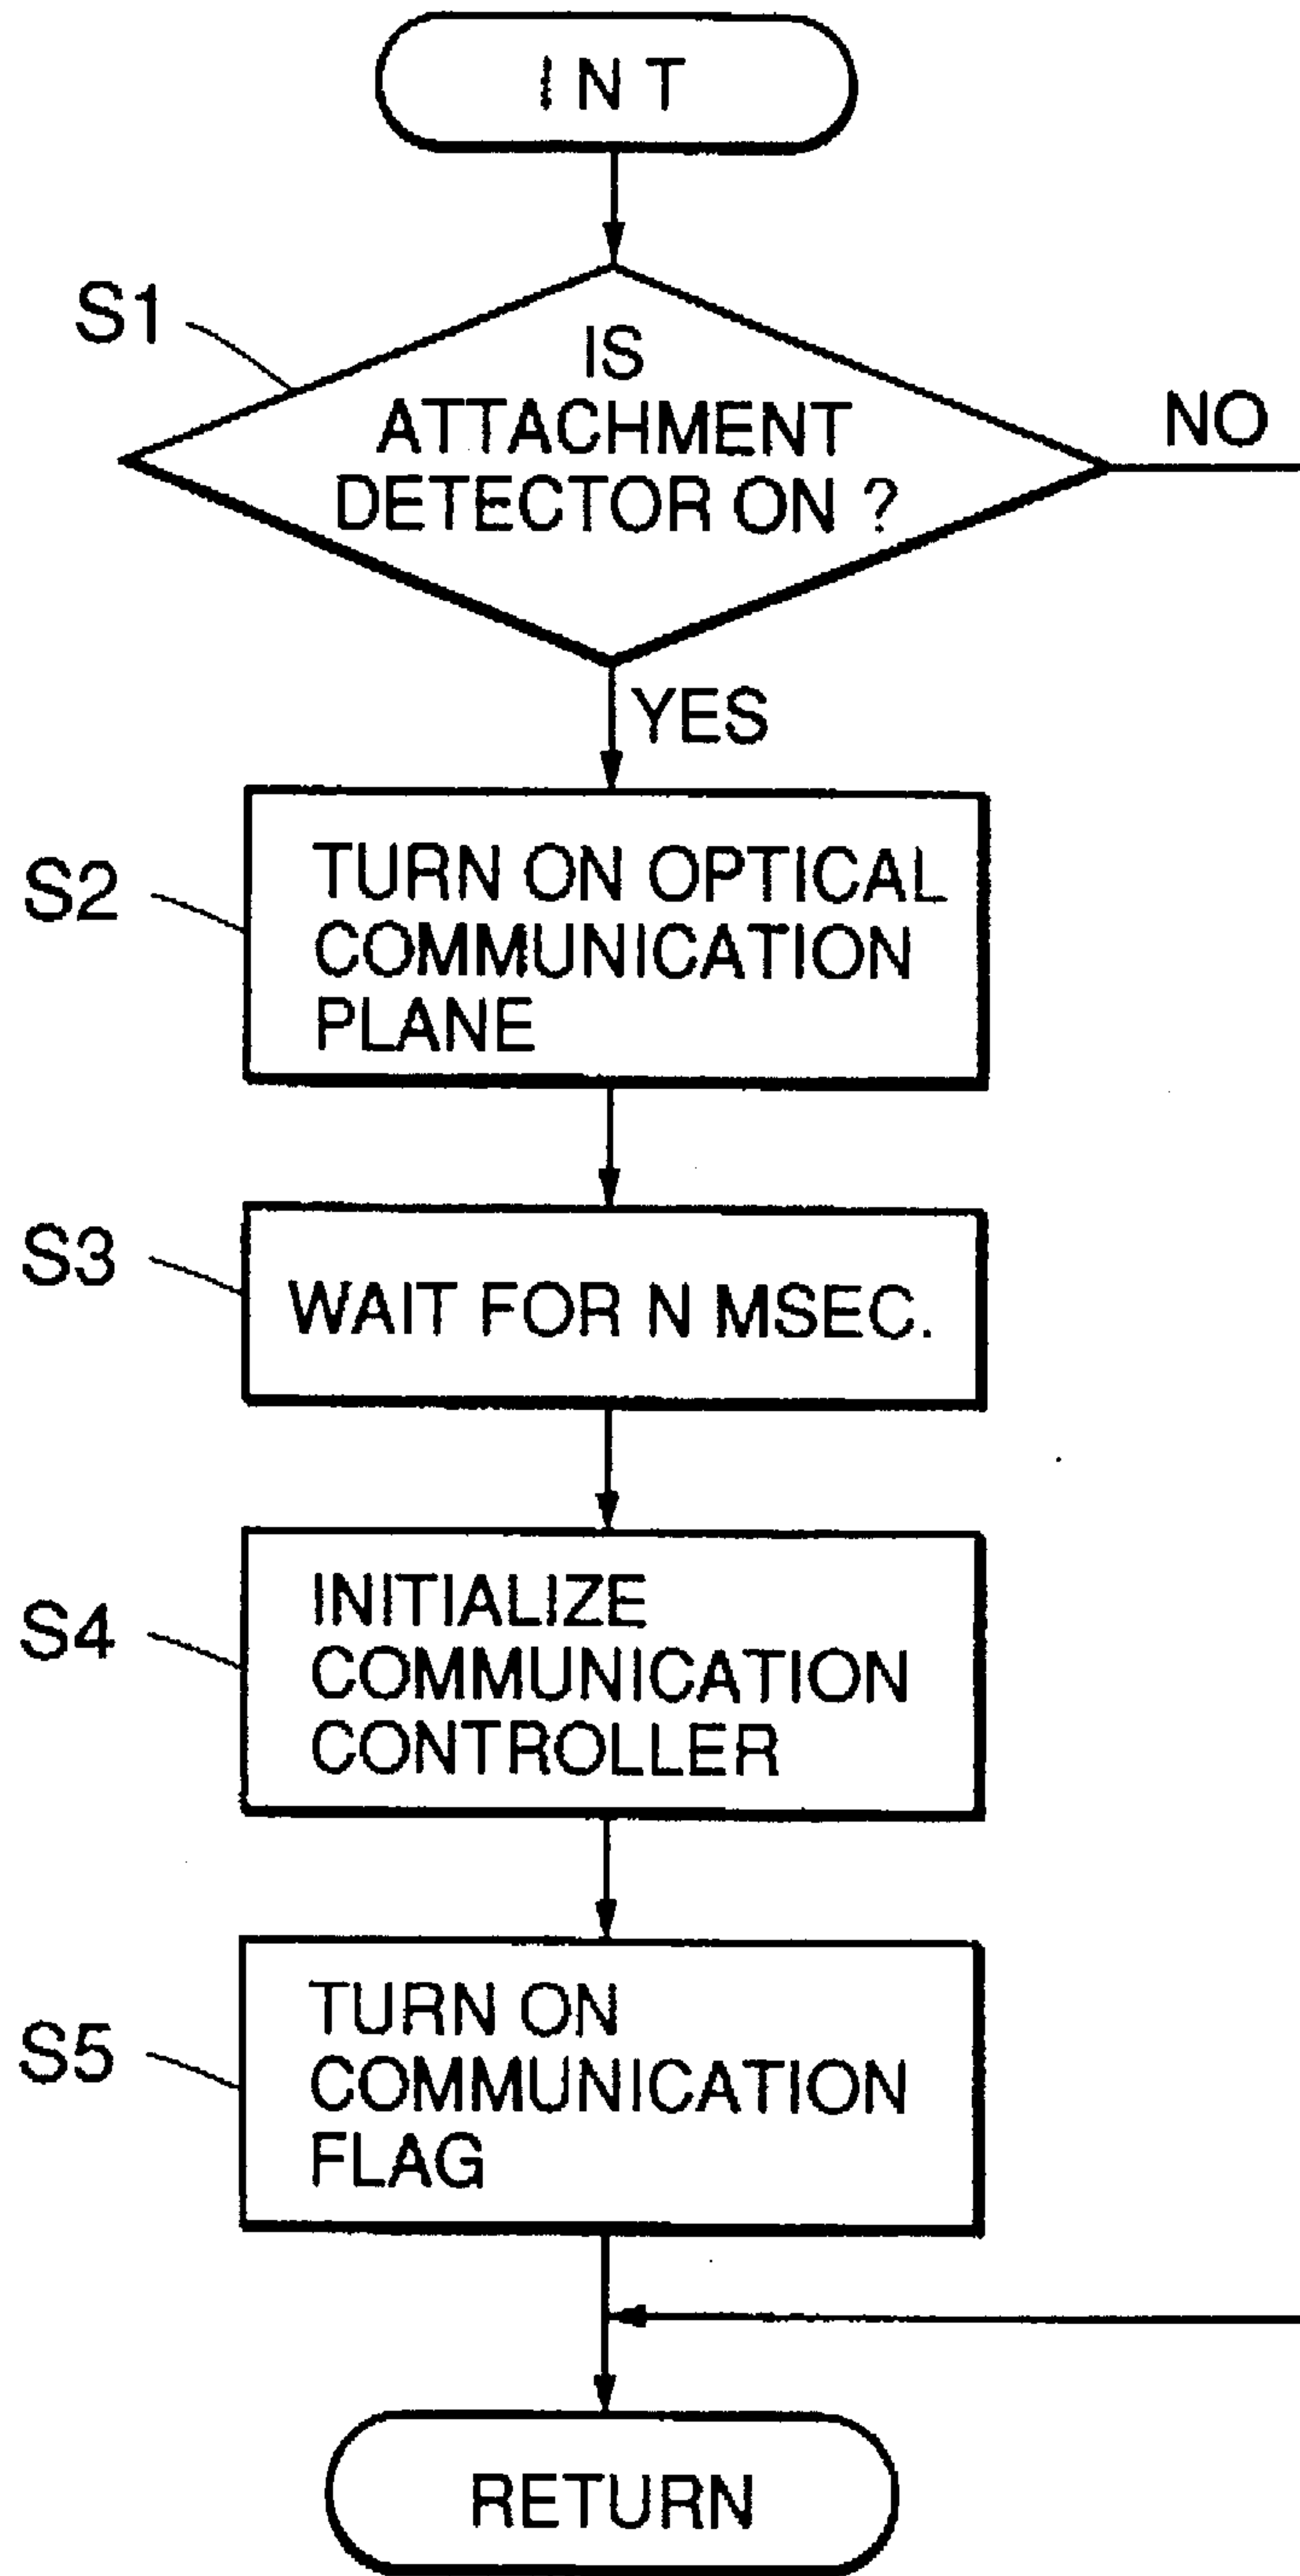 INT
S1
IS
ATTACHMENT
DETECTOR ON ?
NO
YES
S2
TURN ON OPTICAL
COMMUNICATION
PLANE
S3
WAIT FOR N MSEC.
S4
INITIALIZE
COMMUNICATION
CONTROLLER
S5
TURN ON
COMMUNICATION
FLAG
RETURN